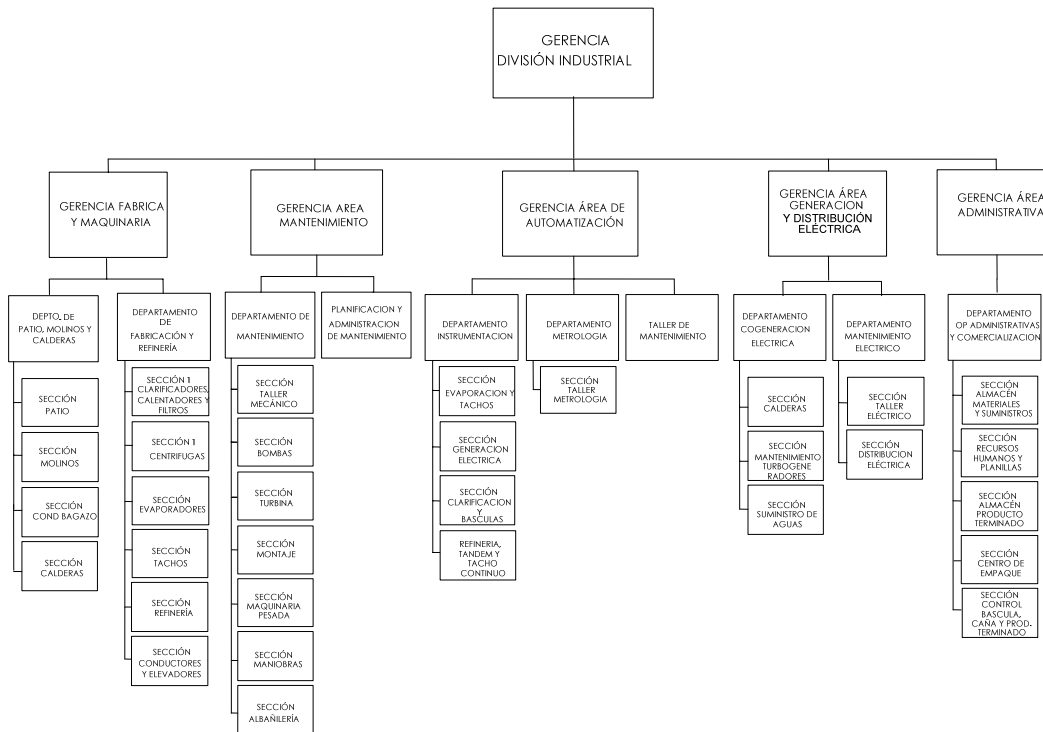 GERENCIA
DIVISIÓN INDUSTRIAL
GERENCIA FABRICA
Y MAQUINARIA
GERENCIA AREA
MANTENIMIENTO
GERENCIA ÁREA DE
AUTOMATIZACIÓN
GERENCIA ÁREA
GENERACION
Y DISTRIBUCIÓN
ELÉCTRICA
GERENCIA ÁREA
ADMINISTRATIVA
DEPTO. DE
PATIO, MOLINOS Y
CALDERAS
DEPARTAMENTO
DE
FABRICACIÓN Y
REFINERÍA
DEPARTAMENTO DE
MANTENIMIENTO
PLANIFICACION Y
ADMINISTRACION
DE MANTENIMIENTO
DEPARTAMENTO
INSTRUMENTACION
DEPARTAMENTO
METROLOGIA
TALLER DE
MANTENIMIENTO
DEPARTAMENTO
COGENERACION
ELECTRICA
DEPARTAMENTO
MANTENIMIENTO
ELECTRICO
DEPARTAMENTO
OP ADMINISTRATIVAS
Y COMERCIALIZACION
SECCIÓN
PATIO
SECCIÓN
MOLINOS
SECCIÓN
COND BAGAZO
SECCIÓN
CALDERAS
SECCIÓN 1
CLARIFICADORES,
CALENTADORES Y
FILTROS
SECCIÓN 1
CENTRIFUGAS
SECCIÓN
EVAPORADORES
SECCIÓN
TACHOS
SECCIÓN
REFINERÍA
SECCIÓN
CONDUCTORES
Y ELEVADORES
SECCIÓN
TALLER
MECÁNICO
SECCIÓN
BOMBAS
SECCIÓN
TURBINA
SECCIÓN
MONTAJE
SECCIÓN
MAQUINARIA
PESADA
SECCIÓN
MANIOBRAS
SECCIÓN
ALBAÑILERÍA
SECCIÓN
EVAPORACION Y
TACHOS
SECCIÓN
GENERACION
ELECTRICA
SECCIÓN
CLARIFICACION
Y
BASCULAS
REFINERIA,
TANDEM Y
TACHO
CONTINUO
SECCIÓN
TALLER
METROLOGIA
SECCIÓN
CALDERAS
SECCIÓN
MANTENIMIENTO
TURBOGENE
RADORES
SECCIÓN
SUMINISTRO DE
AGUAS
SECCIÓN
TALLER
ELÉCTRICO
SECCIÓN
DISTRIBUCION
ELÉCTRICA
SECCIÓN
ALMACÉN
MATERIALES
Y SUMINISTROS
SECCIÓN
RECURSOS
HUMANOS Y
PLANILLAS
SECCIÓN
ALMACÉN
PRODUCTO
TERMINADO
SECCIÓN
CENTRO DE
EMPAQUE
SECCIÓN
CONTROL
BASCULA,
CAÑA Y PROD-
TERMINADO